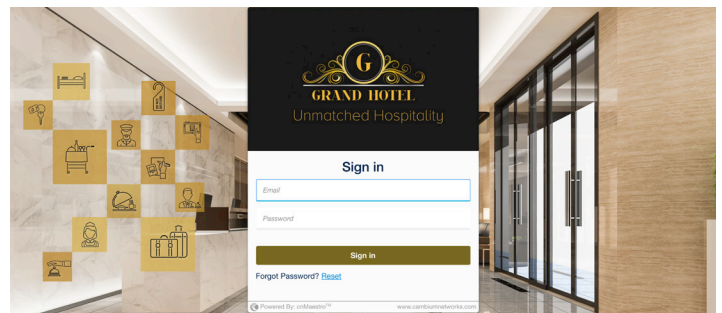 G
GRAND HOTEL
Unmatched Hospitality
Sign in
Email
Password
Sign in
Forgot Password? Reset
Powered By: cnMaestro™
www.cambiumnetworks.com